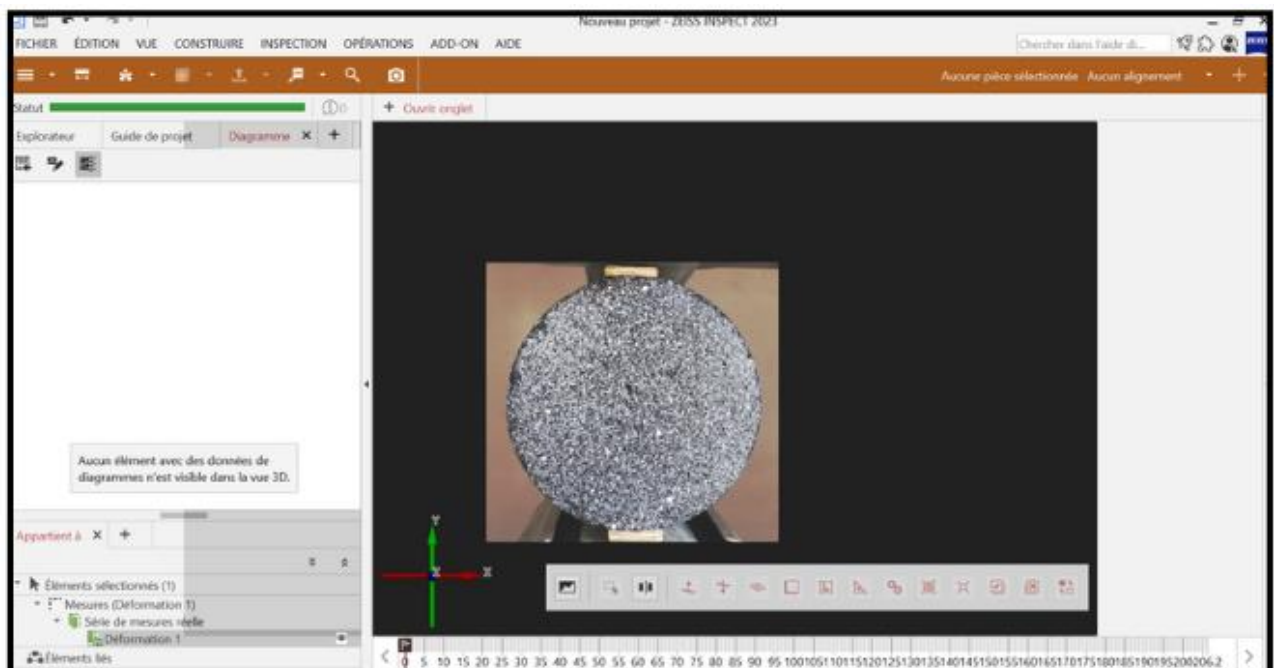 Nouveau projet - ZEISS INSPECT 2023
FICHIER ÉDITION VUE CONSTRUIRE INSPECTION OPÉRATIONS ADD-ON AIDE
Chercher dans l'aide di...
Aucune pièce sélectionnée Aucun alignement
Statut
0
Ouvrir onglet
Explorateur Guide de projet Diagramme
Aucun élément avec des données de
diagrammes n'est visible dans la vue 3D.
Y
Z
X
Appartient à
Éléments sélectionnés (1)
Mesures (Déformation 1)
Série de mesures réelle
Déformation 1
Éléments liés
0 5 10 15 20 25 30 35 40 45 50 55 60 65 70 75 80 85 90 95 100105110115120125130135140145150155160165170175180185190195200